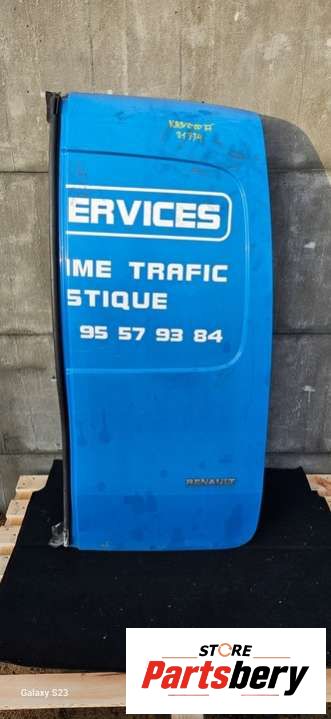 ERVICES
IME TRAFIC
STIQUE
95 57 93 84
RENAULT
Galaxy S23
STORE
Partsbery